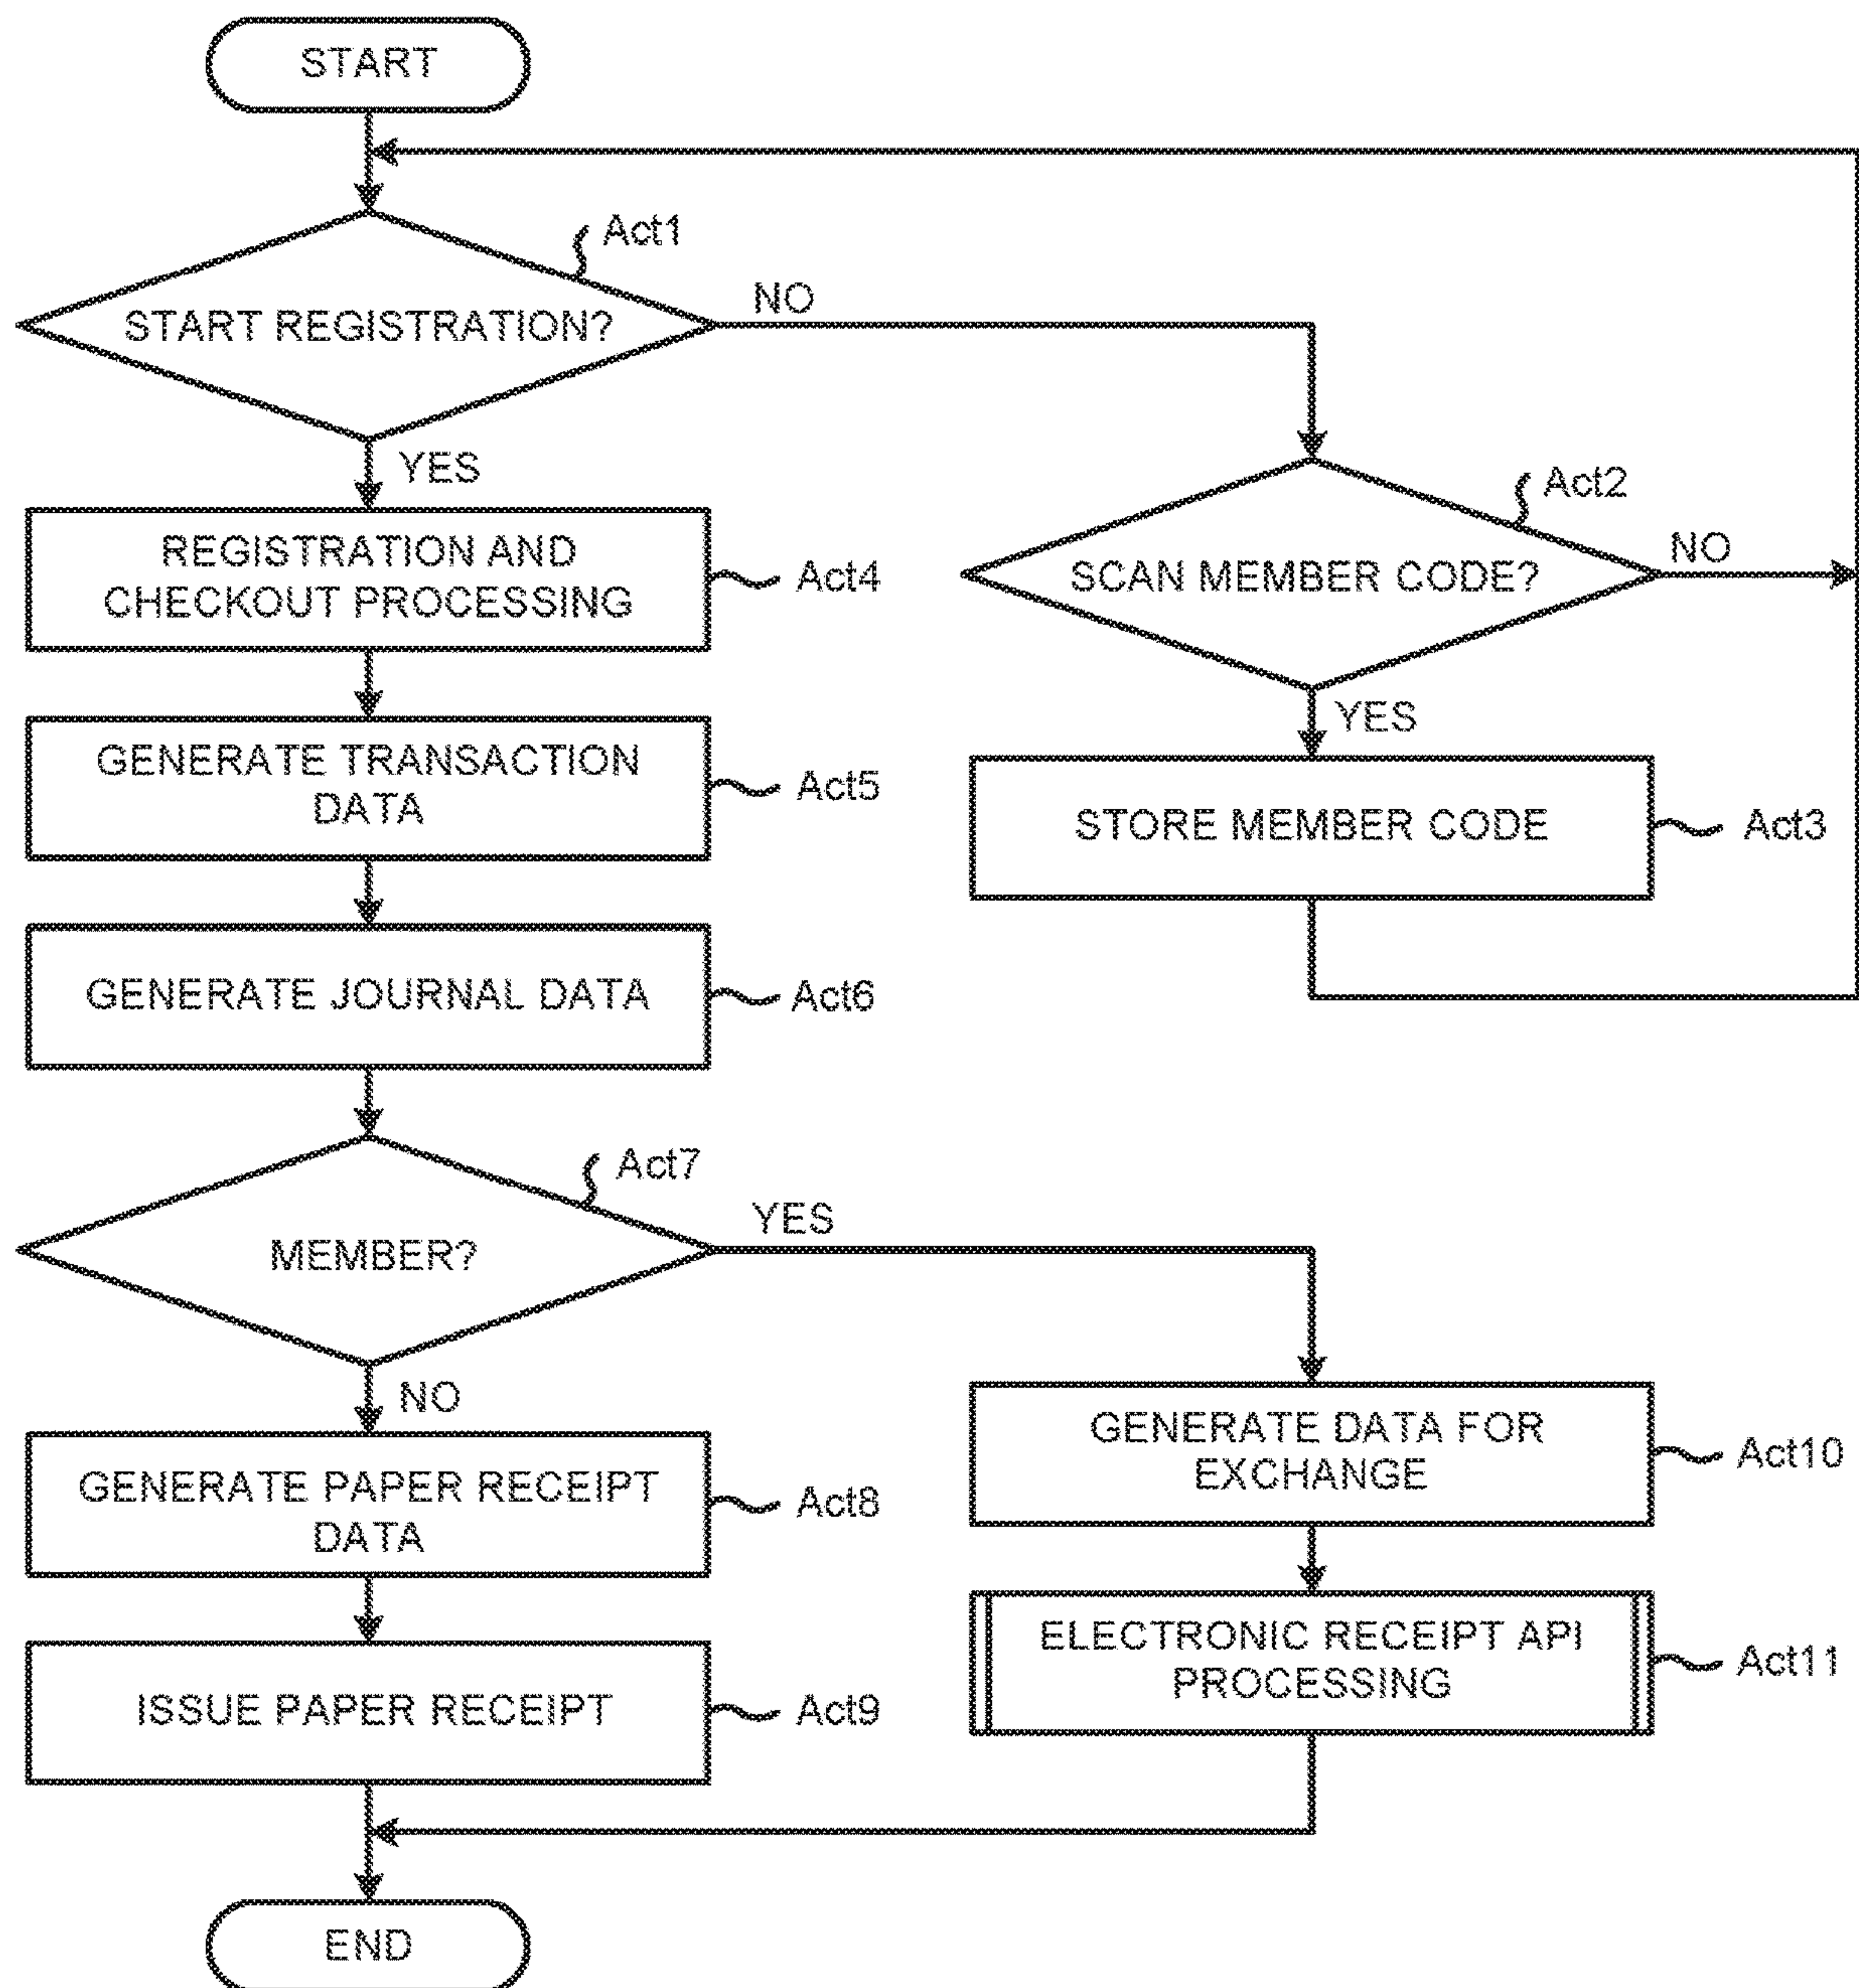 START
Act1
START REGISTRATION?
NO
YES
Act2
SCAN MEMBER CODE?
NO
YES
REGISTRATION AND
CHECKOUT PROCESSING
Act4
GENERATE TRANSACTION
DATA
Act5
STORE MEMBER CODE
Act3
GENERATE JOURNAL DATA
Act6
Act7
MEMBER?
YES
NO
GENERATE PAPER RECEIPT
DATA
Act8
GENERATE DATA FOR
EXCHANGE
Act10
ISSUE PAPER RECEIPT
Act9
ELECTRONIC RECEIPT API
PROCESSING
Act11
END